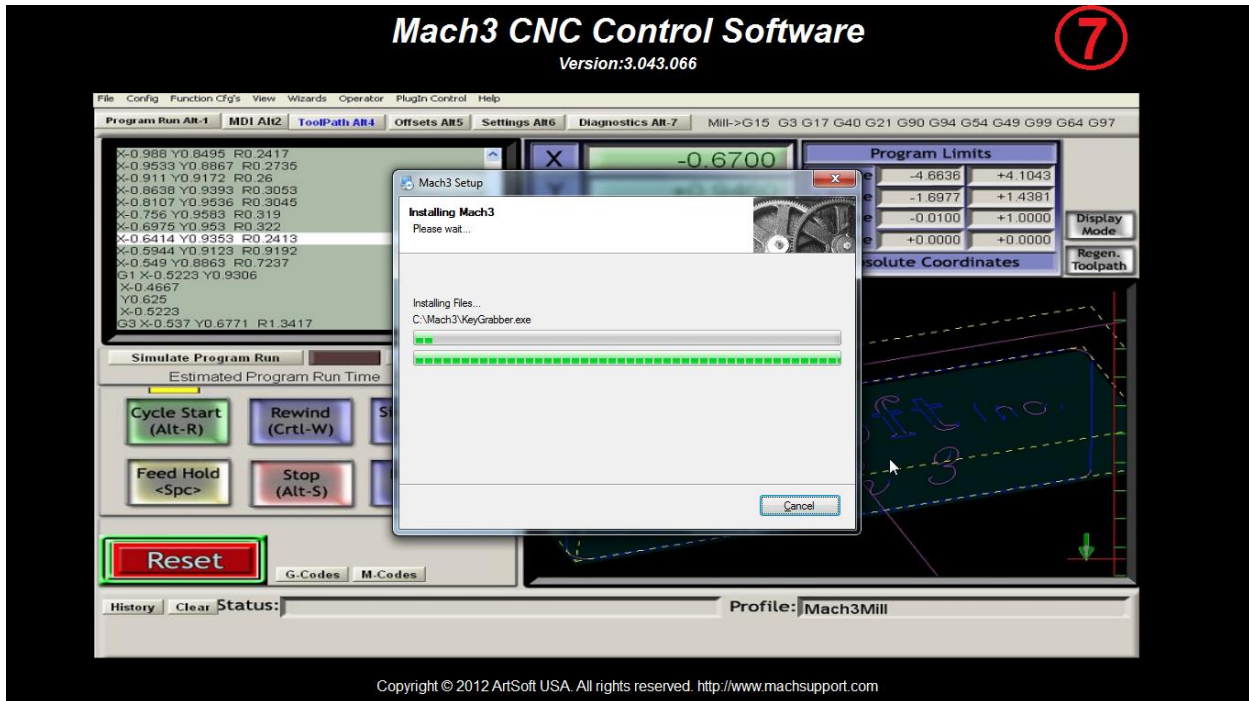 Mach3 CNC Control Software
7
Version:3.043.066
File Config Function Cfg's View Wizards Operator PlugIn Control Help
Program Run Alt-1 MDI Alt2 ToolPath Alt4 Offsets Alt5 Settings Alt6 Diagnostics Alt-7 Mill->G15 G3 G17 G40 G21 G90 G94 G54 G49 G99 G64 G97
X-0.988 Y0.8495 R0.2417
X-0.9533 Y0.8867 R0.2735
X-0.911 Y0.9172 R0.26
X-0.8638 Y0.9393 R0.3053
X-0.8107 Y0.9536 R0.3045
X-0.756 Y0.9583 R0.319
X-0.6975 Y0.953 R0.322
X-0.6414 Y0.9353 R0.2413
X-0.5944 Y0.9123 R0.9192
X-0.549 Y0.8863 R0.7237
G1 X-0.5223 Y0.9306
X-0.4667
Y0.625
X-0.5223
G3 X-0.537 Y0.6771 R1.3417
X -0.6700
Program Limits
-4.6636 +4.1043
-1.6977 +1.4381
-0.0100 +1.0000
+0.0000 +0.0000
Coordinates
Display
Mode
Regen.
Toolpath
Mach3 Setup
Installing Mach3
Please wait...
Installing Files...
C:\Mach3\KeyGrabber.exe
Cancel
Simulate Program Run
Estimated Program Run Time
Cycle Start
(Alt-R)
Rewind
(Crtl-W)
Feed Hold
<Spc>
Stop
(Alt-S)
Inc.
3
Reset
G-Codes M-Codes
History Clear Status: Profile: Mach3Mill
Copyright © 2012 ArtSoft USA. All rights reserved. http://www.machsupport.com